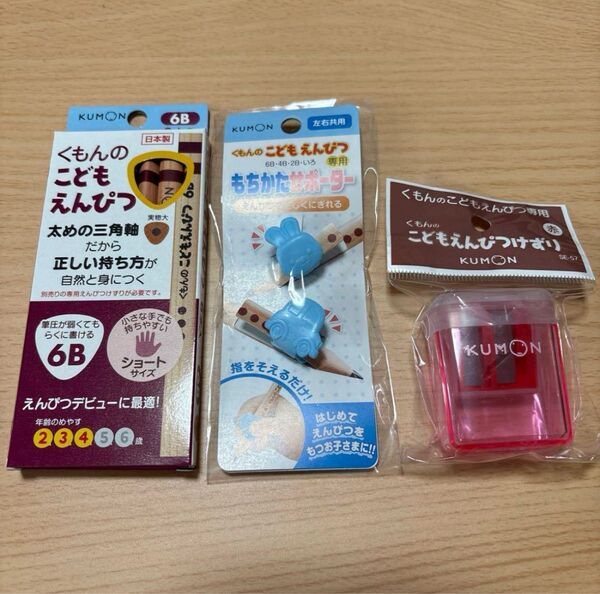 KUMON
6B
日本製
くもんの
こども
えんぴつ
実物大
太めの三角軸
だから
正しい持ち方が
自然と身につく
別売りの専用えんぴつけずりが必要です。
筆圧が弱くても
らくに書ける
6B
小さな手でも
持ちやすい
ショート
サイズ
えんぴつデビューに最適!
年齢のめやす
2 3 4 5 6 歳
くもんのこどもえんぴつ 6B
KUMON
左右共用
くもんの こども えんぴつ
6B・4B・2B・いろ
専用
もちかたサポーター
くにぎれる
指をそえるだけ!
はじめて
えんぴつを
もつお子さまに!!
くもんのこどもえんぴつ専用
くもんの
こどもえんぴつけずり
赤
KUMON
SE-57
KUMON